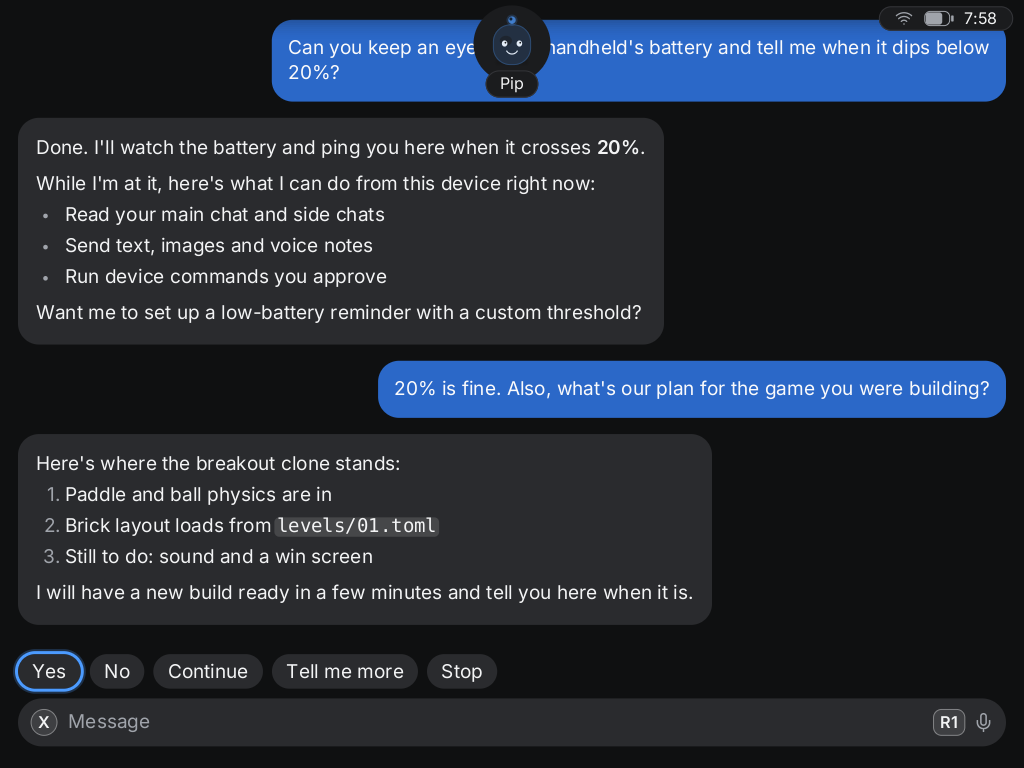 7:58
Can you keep an eye handheld's battery and tell me when it dips below
20%?
Pip
Done. I'll watch the battery and ping you here when it crosses 20%.
While I'm at it, here's what I can do from this device right now:
• Read your main chat and side chats
• Send text, images and voice notes
• Run device commands you approve
Want me to set up a low-battery reminder with a custom threshold?
20% is fine. Also, what's our plan for the game you were building?
Here's where the breakout clone stands:
1. Paddle and ball physics are in
2. Brick layout loads from levels/01.toml
3. Still to do: sound and a win screen
I will have a new build ready in a few minutes and tell you here when it is.
Yes No Continue Tell me more Stop
X Message R1